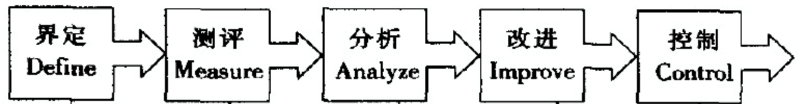 界定
Define
测评
Measure
分析
Analyze
改进
Improve
控制
Control